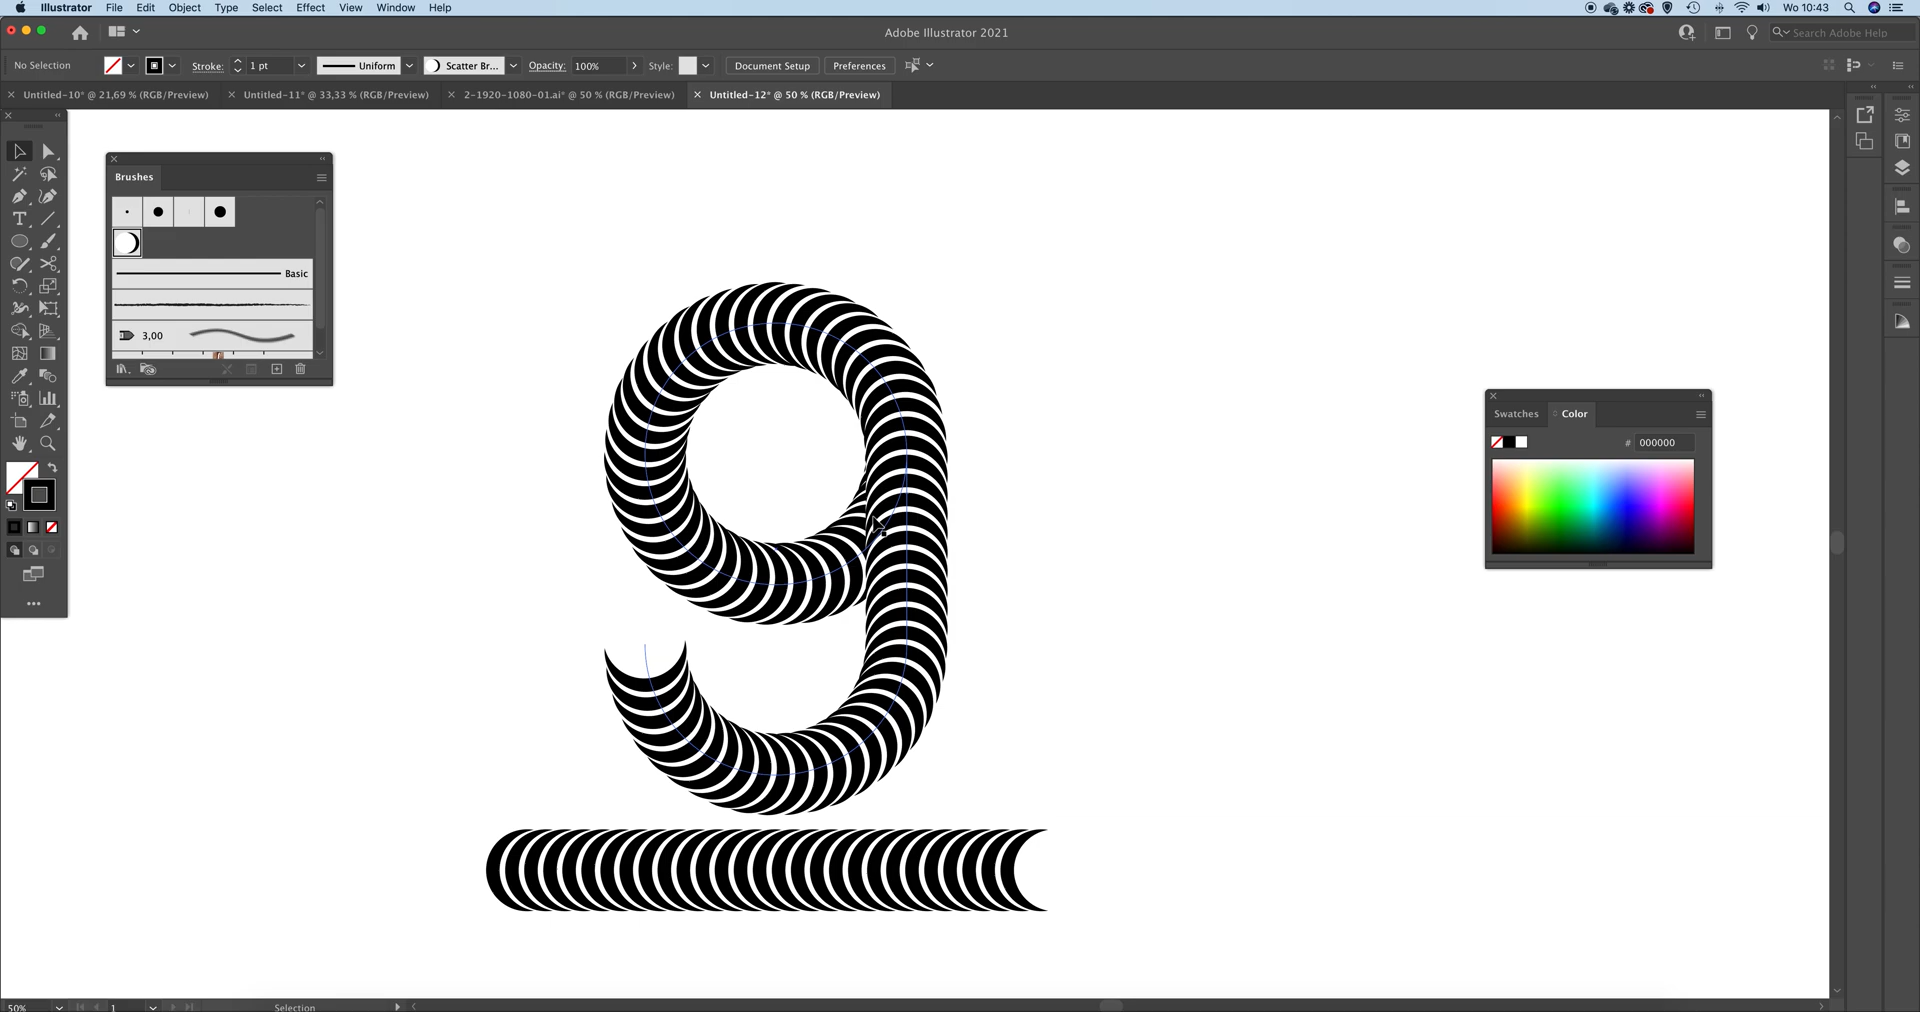 Illustrator File Edit Object Type Select Effect View Window Help Wo 10:43
Adobe Illustrator 2021 Search Adobe Help
No Selection Stroke: 1 pt Uniform Scatter Br... Opacity: 100% Style: Document Setup Preferences
Untitled-10* @ 21,69 % (RGB/Preview) Untitled-11* @ 33,33 % (RGB/Preview) 2-1920-1080-01.ai* @ 50 % (RGB/Preview) Untitled-12* @ 50 % (RGB/Preview)
Brushes
Basic
3,00
Swatches Color
# 000000
9
50% 1 Selection